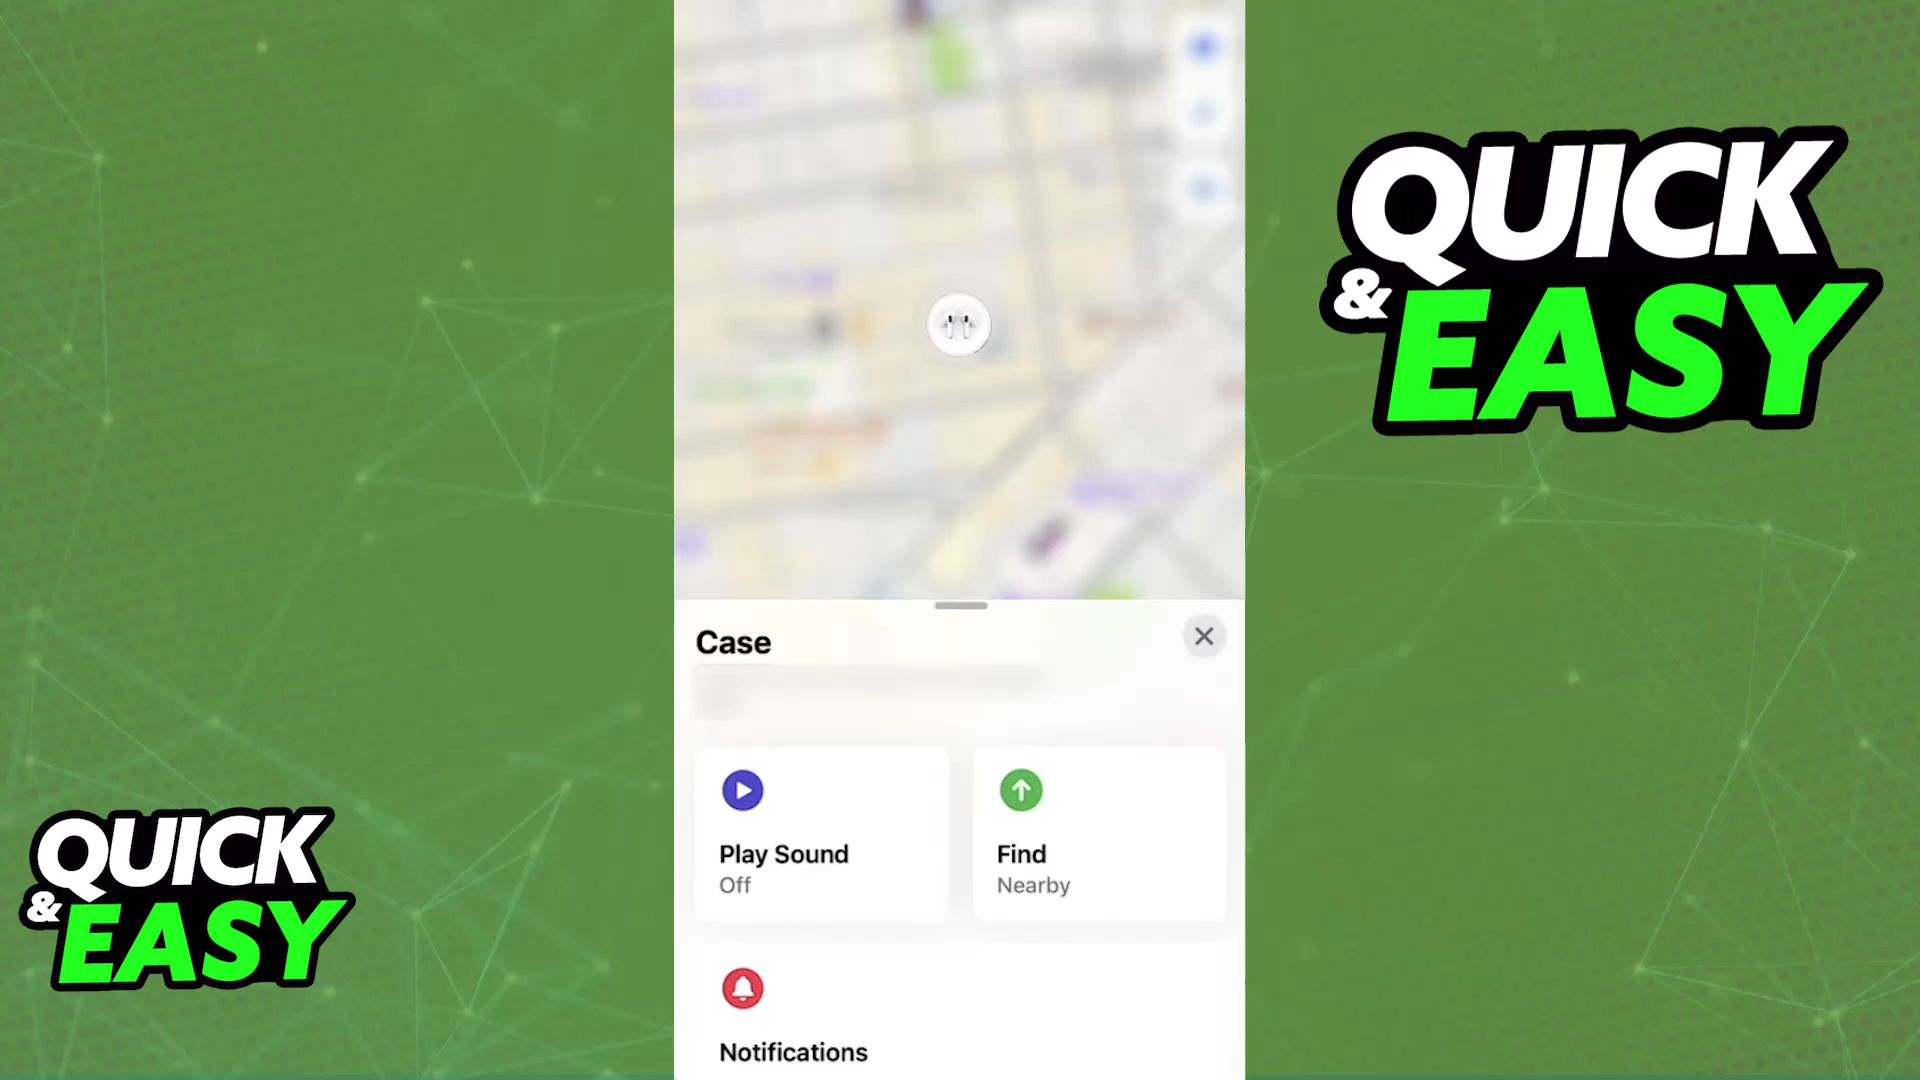 QUICK
& EASY
Case
Play Sound
Off
Find
Nearby
Notifications
QUICK
& EASY